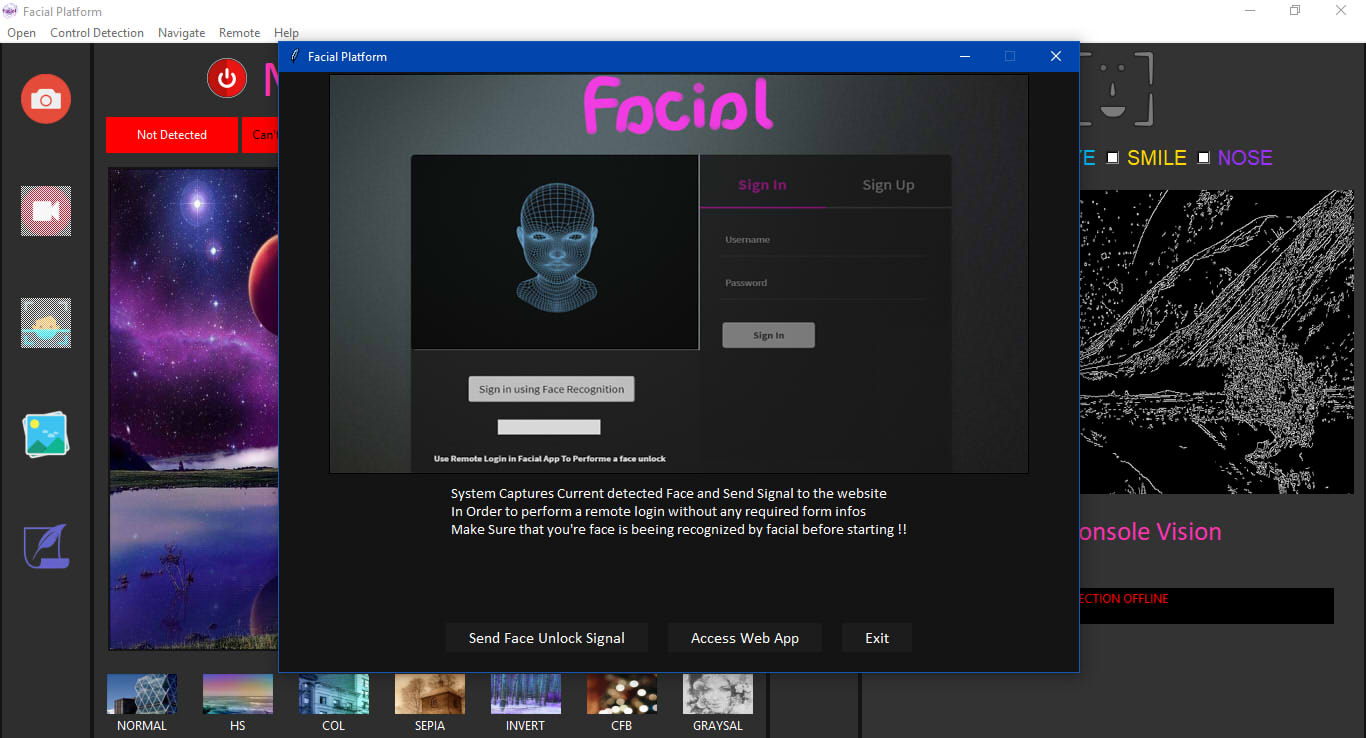 Facial Platform
Open Control Detection Navigate Remote Help
Facial Platform
Not Detected
Facial
Sign In Sign Up
Username
Password
Sign In
Sign in using Face Recognition
Use Remote Login in Facial App To Performe a face unlock
System Captures Current detected Face and Send Signal to the website
In Order to perform a remote login without any required form infos
Make Sure that you're face is beeing recognized by facial before starting !!
Send Face Unlock Signal Access Web App Exit
SMILE NOSE
onsole Vision
ECTION OFFLINE
NORMAL HS COL SEPIA INVERT CFB GRAYSAL